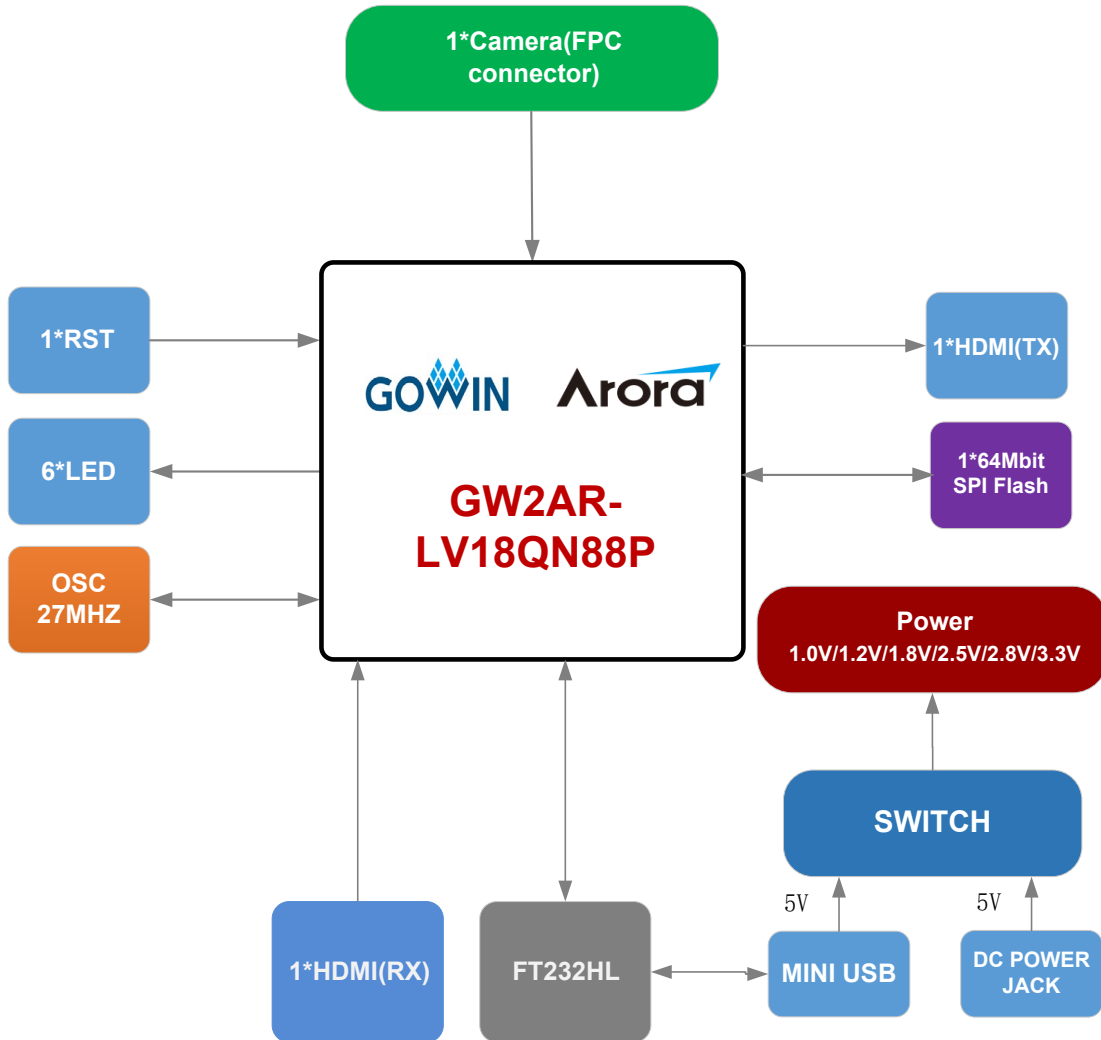 1*Camera(FPC
connector)
1*RST
1*HDMI(TX)
GOWIN
Arora
6*LED
1*64Mbit
SPI Flash
GW2AR-
LV18QN88P
OSC
27MHZ
Power
1.0V/1.2V/1.8V/2.5V/2.8V/3.3V
SWITCH
5V
5V
1*HDMI(RX)
FT232HL
MINI USB
DC POWER
JACK